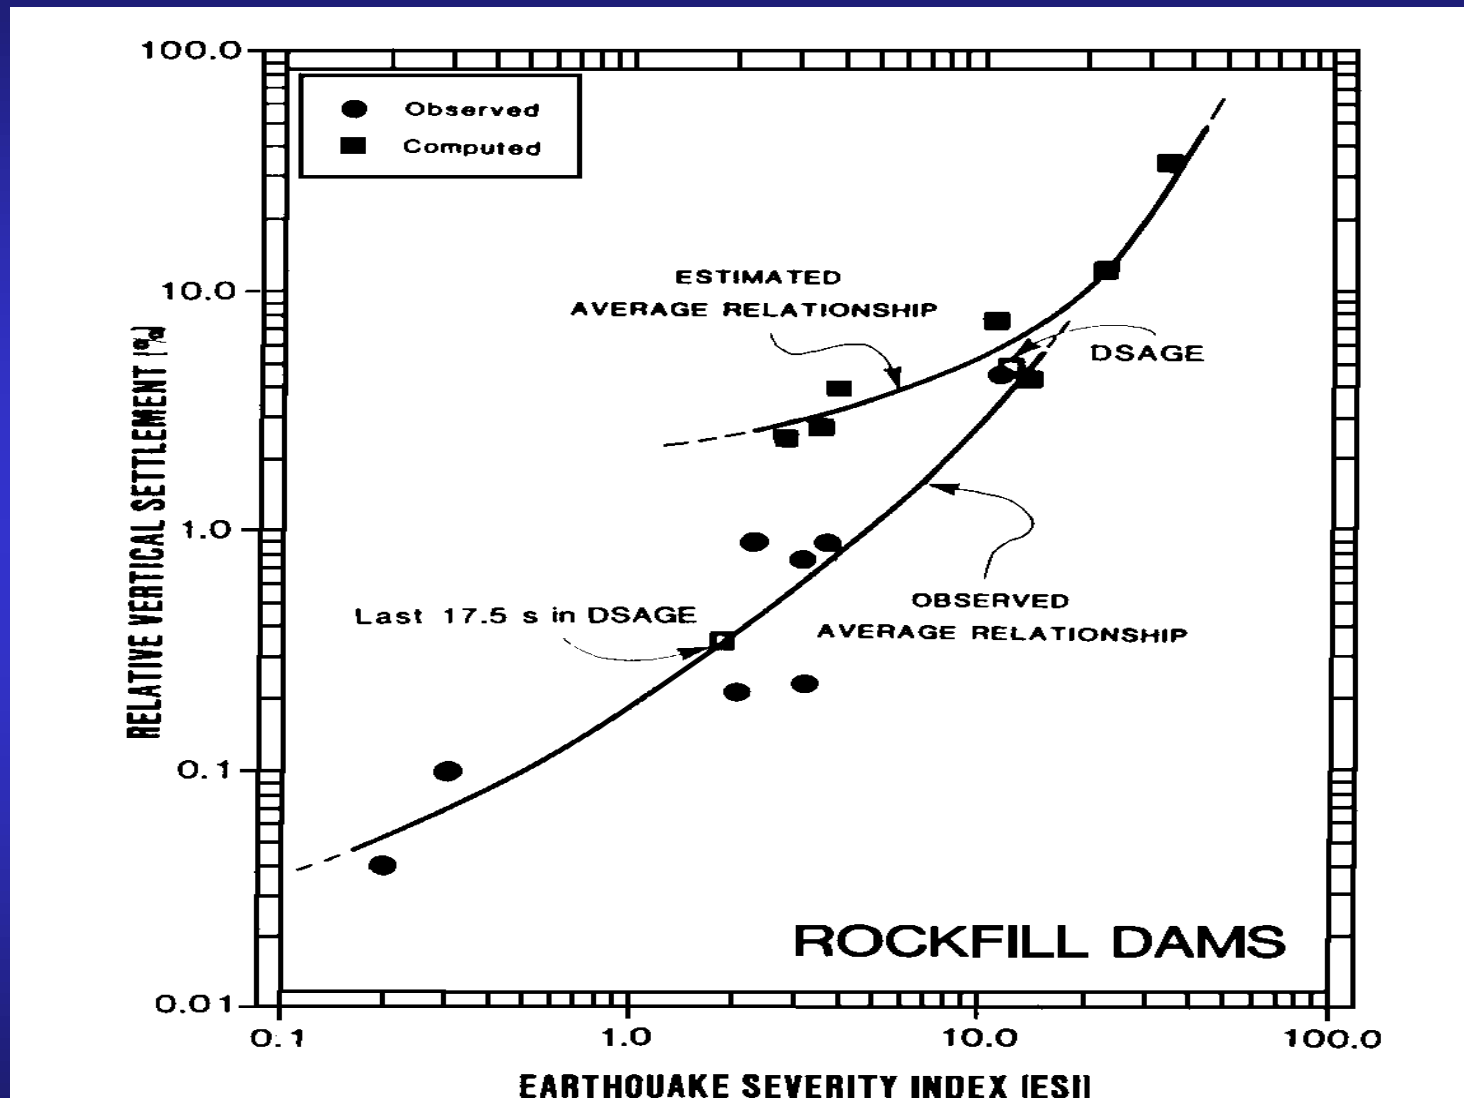 100.0
Observed
Computed
ESTIMATED
AVERAGE RELATIONSHIP
10.0
DSAGE
RELATIVE VERTICAL SETTLEMENT (%)
1.0
OBSERVED
AVERAGE RELATIONSHIP
Last 17.5 s in DSAGE
0.1
ROCKFILL DAMS
0.01
0.1
1.0
10.0
100.0
EARTHQUAKE SEVERITY INDEX (ESI)